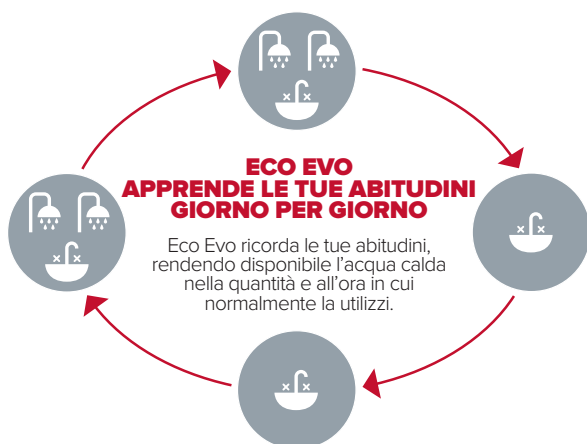 ECO EVO
APPRENDE LE TUE ABITUDINI
GIORNO PER GIORNO
Eco Evo ricorda le tue abitudini,
rendendo disponibile l'acqua calda
nella quantità e all'ora in cui
normalmente la utilizzi.